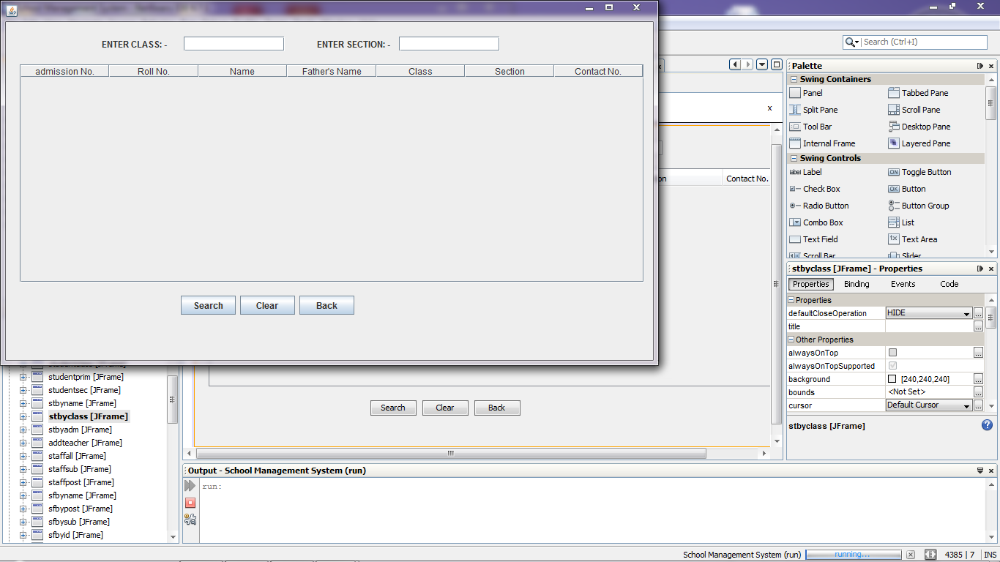 ENTER CLASS: -
ENTER SECTION: -
admission No. Roll No. Name Father's Name Class Section Contact No.
Search Clear Back
Search (Ctrl+I)
x
Contact No.
Search Clear Back
Palette
Swing Containers
Panel Tabbed Pane
Split Pane Scroll Pane
Tool Bar Desktop Pane
Internal Frame Layered Pane
Swing Controls
label Label ON Toggle Button
Check Box OK Button
Radio Button Button Group
Combo Box List
Text Field tx Text Area
Scroll Bar Slider
stbyclass [JFrame] - Properties
Properties Binding Events Code
Properties
defaultCloseOperation HIDE ...
title ...
Other Properties
alwaysOnTop ...
alwaysOnTopSupported
background [240,240,240] ...
bounds <Not Set> ...
cursor Default Cursor ...
stbyclass [JFrame]
studentprim [JFrame]
studentsec [JFrame]
stbyname [JFrame]
stbyclass [JFrame]
stbyadm [JFrame]
addteacher [JFrame]
staffall [JFrame]
staffsub [JFrame]
staffpost [JFrame]
sfbyname [JFrame]
sfbypost [JFrame]
sfbysub [JFrame]
sfbyid [JFrame]
Output - School Management System (run)
run:
School Management System (run) running... 4385 | 7 INS